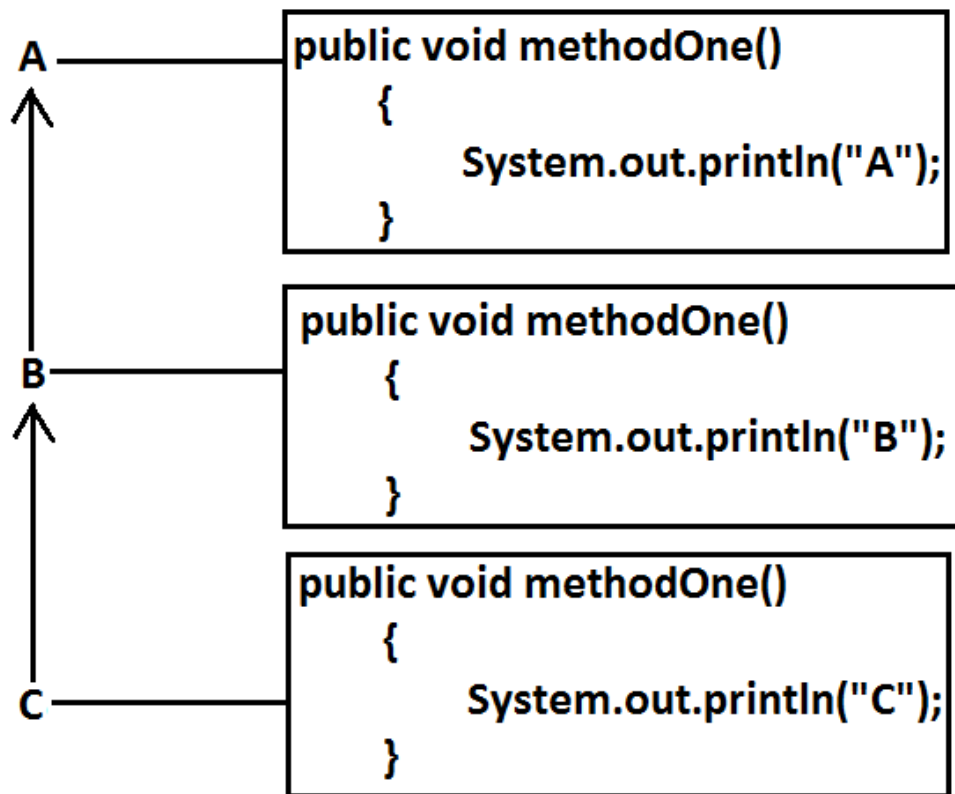 A
public void methodOne()
{
System.out.println("A");
}
B
public void methodOne()
{
System.out.println("B");
}
C
public void methodOne()
{
System.out.println("C");
}